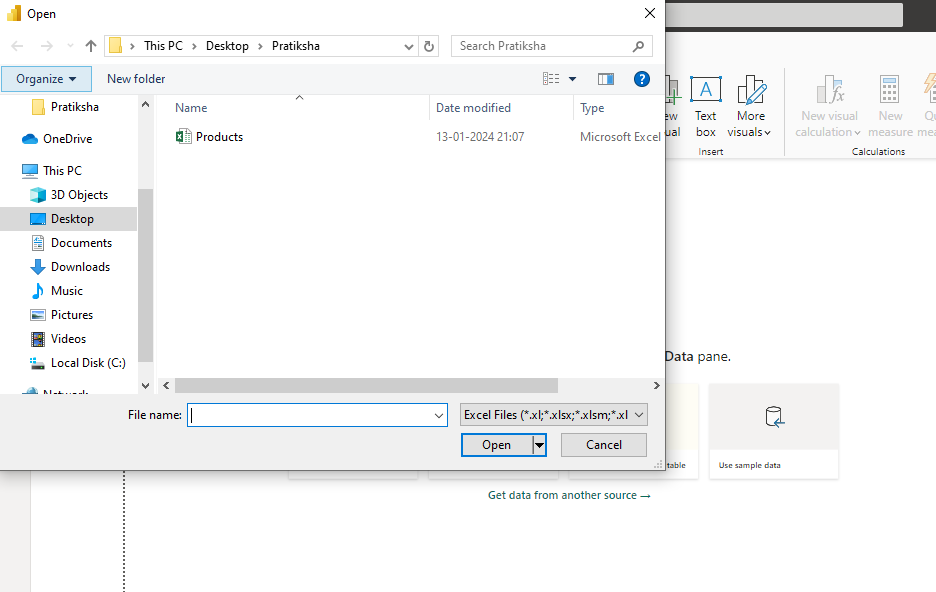 Open
This PC > Desktop > Pratiksha
Search Pratiksha
Organize
New folder
Name
Date modified
Type
Products
13-01-2024 21:07
Microsoft Excel
Pratiksha
OneDrive
This PC
3D Objects
Desktop
Documents
Downloads
Music
Pictures
Videos
Local Disk (C:)
Network
File name:
Excel Files (*.xl;*.xlsx;*.xlsm;*.xl
Open
Cancel
Text
box
More
visuals
Insert
New visual
calculation
New
measure
Calculations
Data pane.
table
Use sample data
Get data from another source →